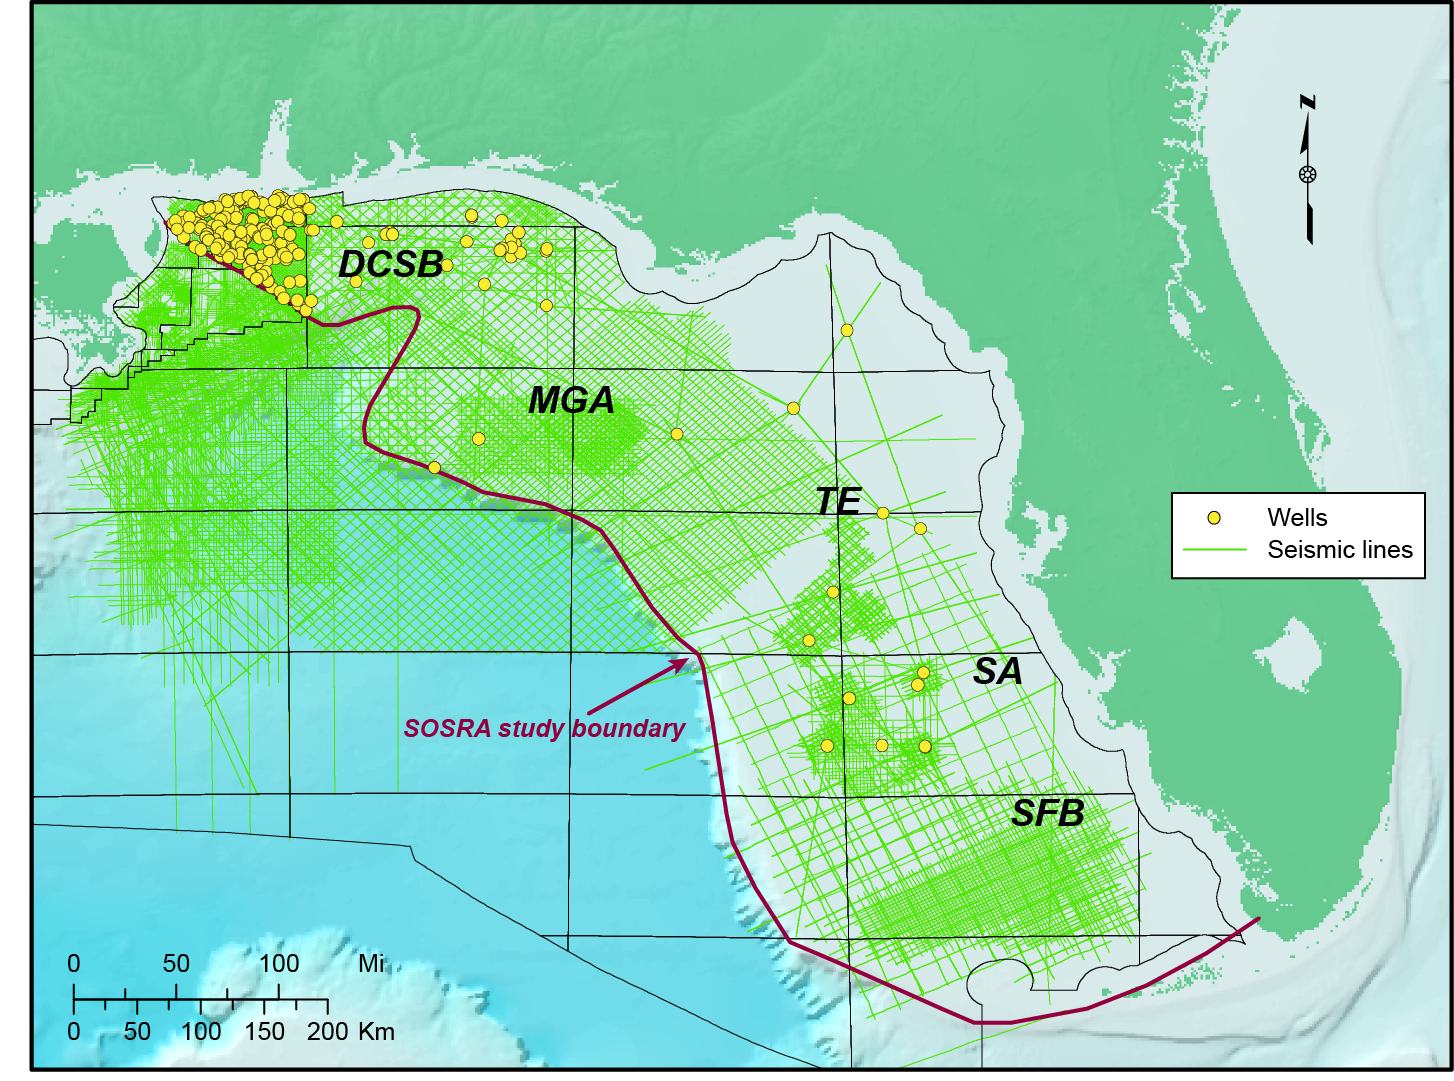 N
DCSB
MGA
TE
Wells
Seismic lines
SA
SOSRA study boundary
SFB
0 50 100 Mi
0 50 100 150 200 Km